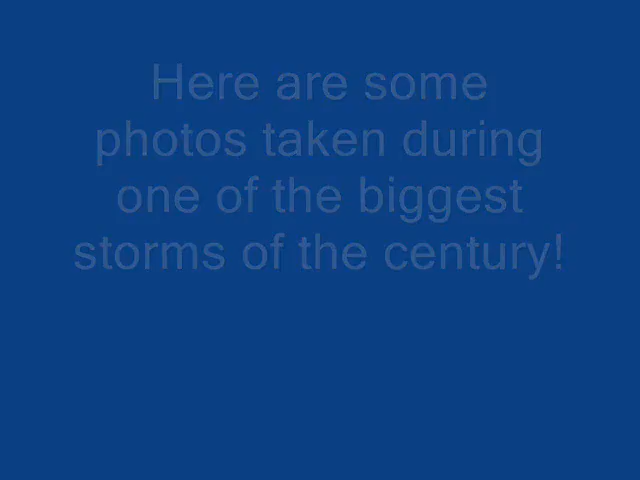 Here are some
photos taken during
one of the biggest
storms of the century!